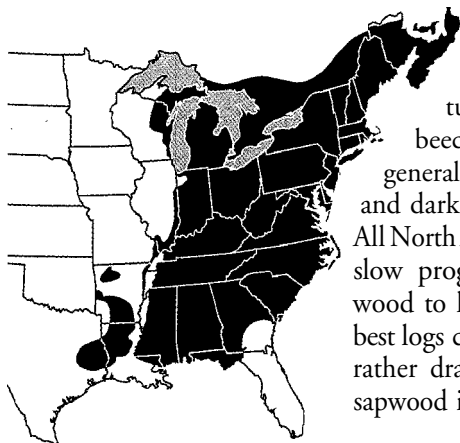 tu
beec
general
and dark
All North
slow prog
wood to l
best logs c
rather dra
sapwood i